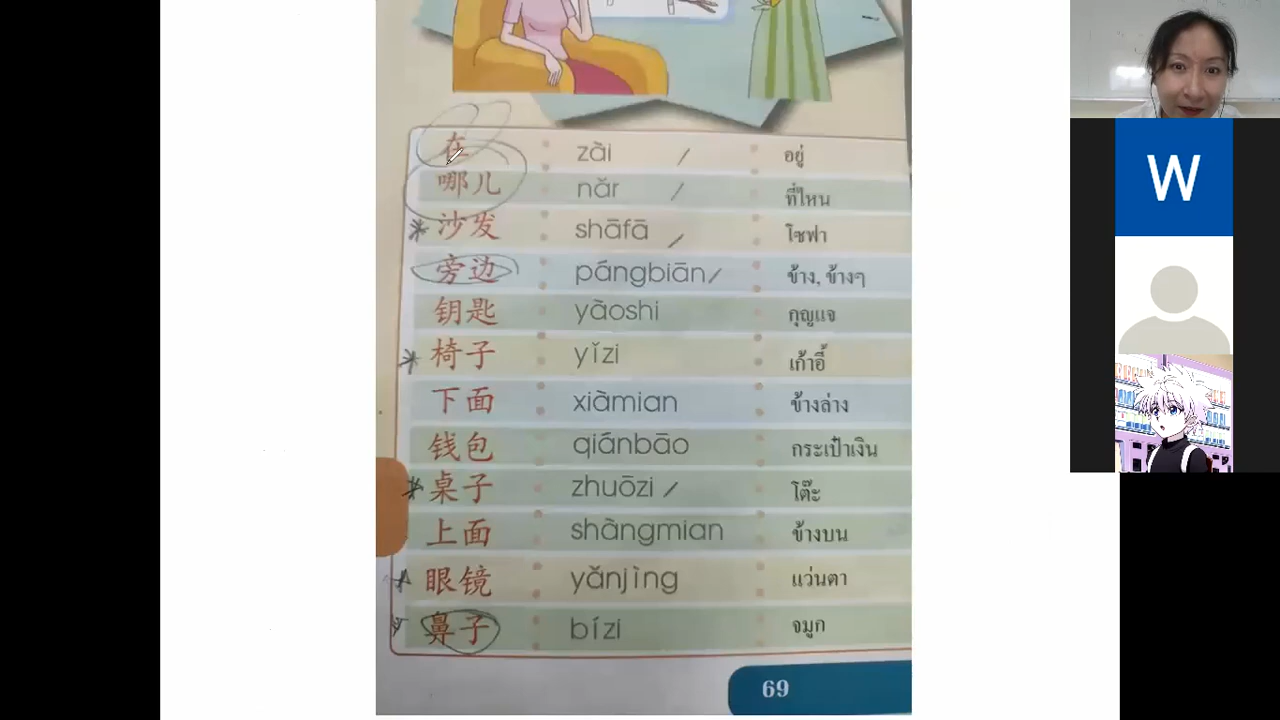 在 zài อยู่
哪儿 nǎr ที่ไหน
沙发 shāfā โซฟา
旁边 pángbiān ข้าง, ข้างๆ
钥匙 yàoshi กุญแจ
椅子 yǐzi เก้าอี้
下面 xiàmian ข้างล่าง
钱包 qiánbāo กระเป๋าเงิน
桌子 zhuōzi โต๊ะ
上面 shàngmian ข้างบน
眼镜 yǎnjìng แว่นตา
鼻子 bízi จมูก
69
W